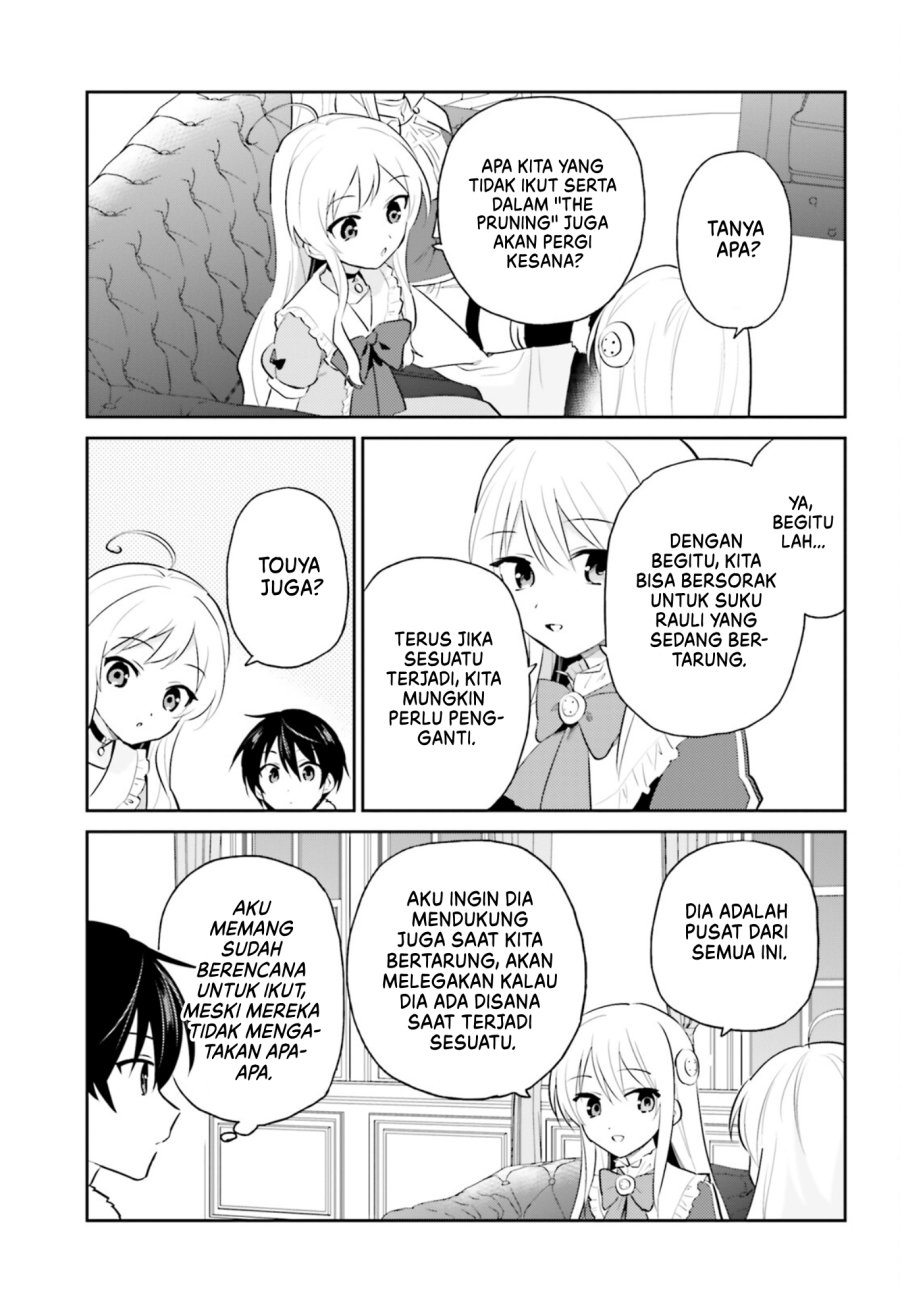 TANYA
APA?
APA KITA YANG
TIDAK IKUT SERTA
DALAM "THE
PRUNING" JUGA
AKAN PERGI
KESANA?
YA,
BEGITU
LAH...
DENGAN
BEGITU, KITA
BISA BERSORAK
UNTUK SUKU
RAULI YANG
SEDANG BER-
TARUNG.
TERUS JIKA
SESUATU
TERJADI, KITA
MUNGKIN
PERLU PENG-
GANTI.
TOUYA
JUGA?
DIA ADALAH
PUSAT DARI
SEMUA INI.
AKU INGIN DIA
MENDUKUNG
JUGA SAAT KITA
BERTARUNG, AKAN
MELEGAKAN KALAU
DIA ADA DISANA
SAAT TERJADI
SESUATU.
AKU
MEMANG
SUDAH
BERENCANA
UNTUK IKUT,
MESKI MEREKA
TIDAK MENGA-
TAKAN APA-
APA.